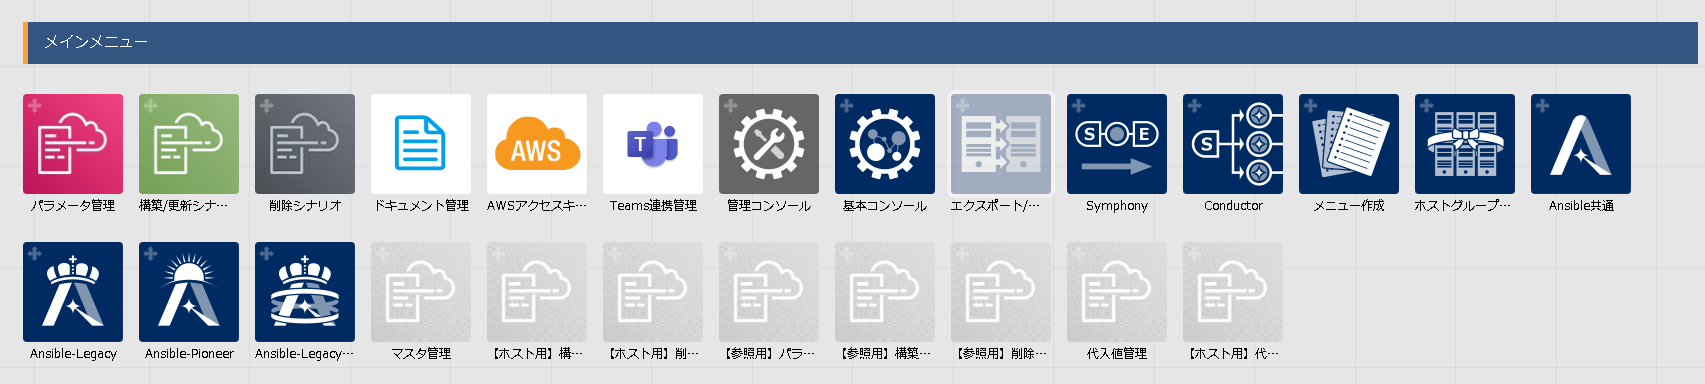 メインメニュー
AWS
T
S
E
S
パラメータ管理
構築/更新シナ…
削除シナリオ
ドキュメント管理
AWSアクセスキ…
Teams連携管理
管理コンソール
基本コンソール
エクスポート/…
Symphony
Conductor
メニュー作成
ホストグループ…
Ansible共通
Ansible-Legacy
Ansible-Pioneer
Ansible-Legacy…
マスタ管理
【ホスト用】構…
【ホスト用】削…
【参照用】パラ…
【参照用】構築…
【参照用】削除…
代入値管理
【ホスト用】代…